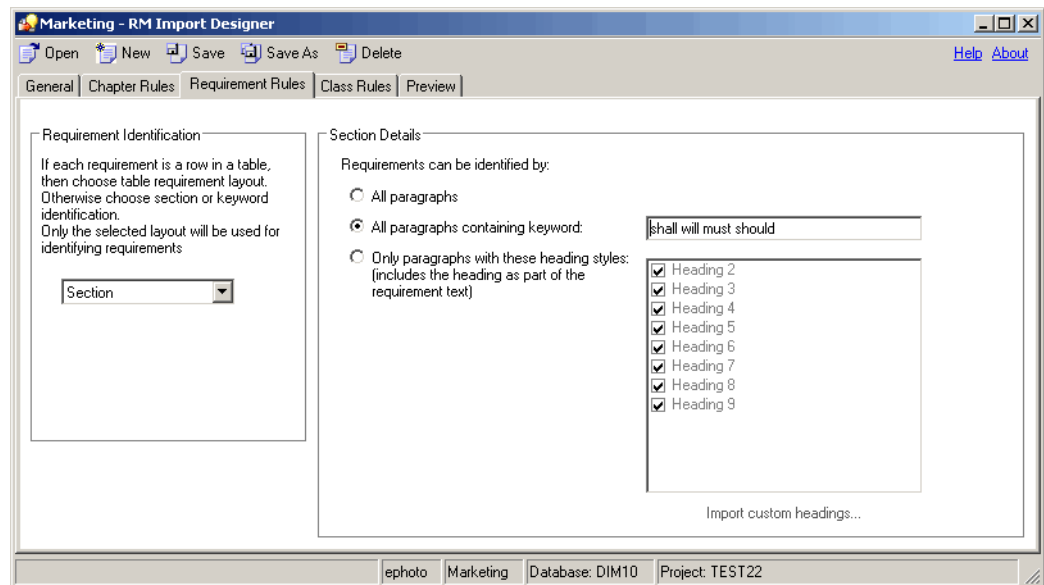 Marketing - RM Import Designer
Open New Save Save As Delete Help About
General Chapter Rules Requirement Rules Class Rules Preview
Requirement Identification
If each requirement is a row in a table,
then choose table requirement layout.
Otherwise choose section or keyword
identification.
Only the selected layout will be used for
identifying requirements
Section
Section Details
Requirements can be identified by:
All paragraphs
All paragraphs containing keyword: shall will must should
Only paragraphs with these heading styles:
(includes the heading as part of the
requirement text)
Heading 2
Heading 3
Heading 4
Heading 5
Heading 6
Heading 7
Heading 8
Heading 9
Import custom headings...
ephoto Marketing Database: DIM10 Project: TEST22